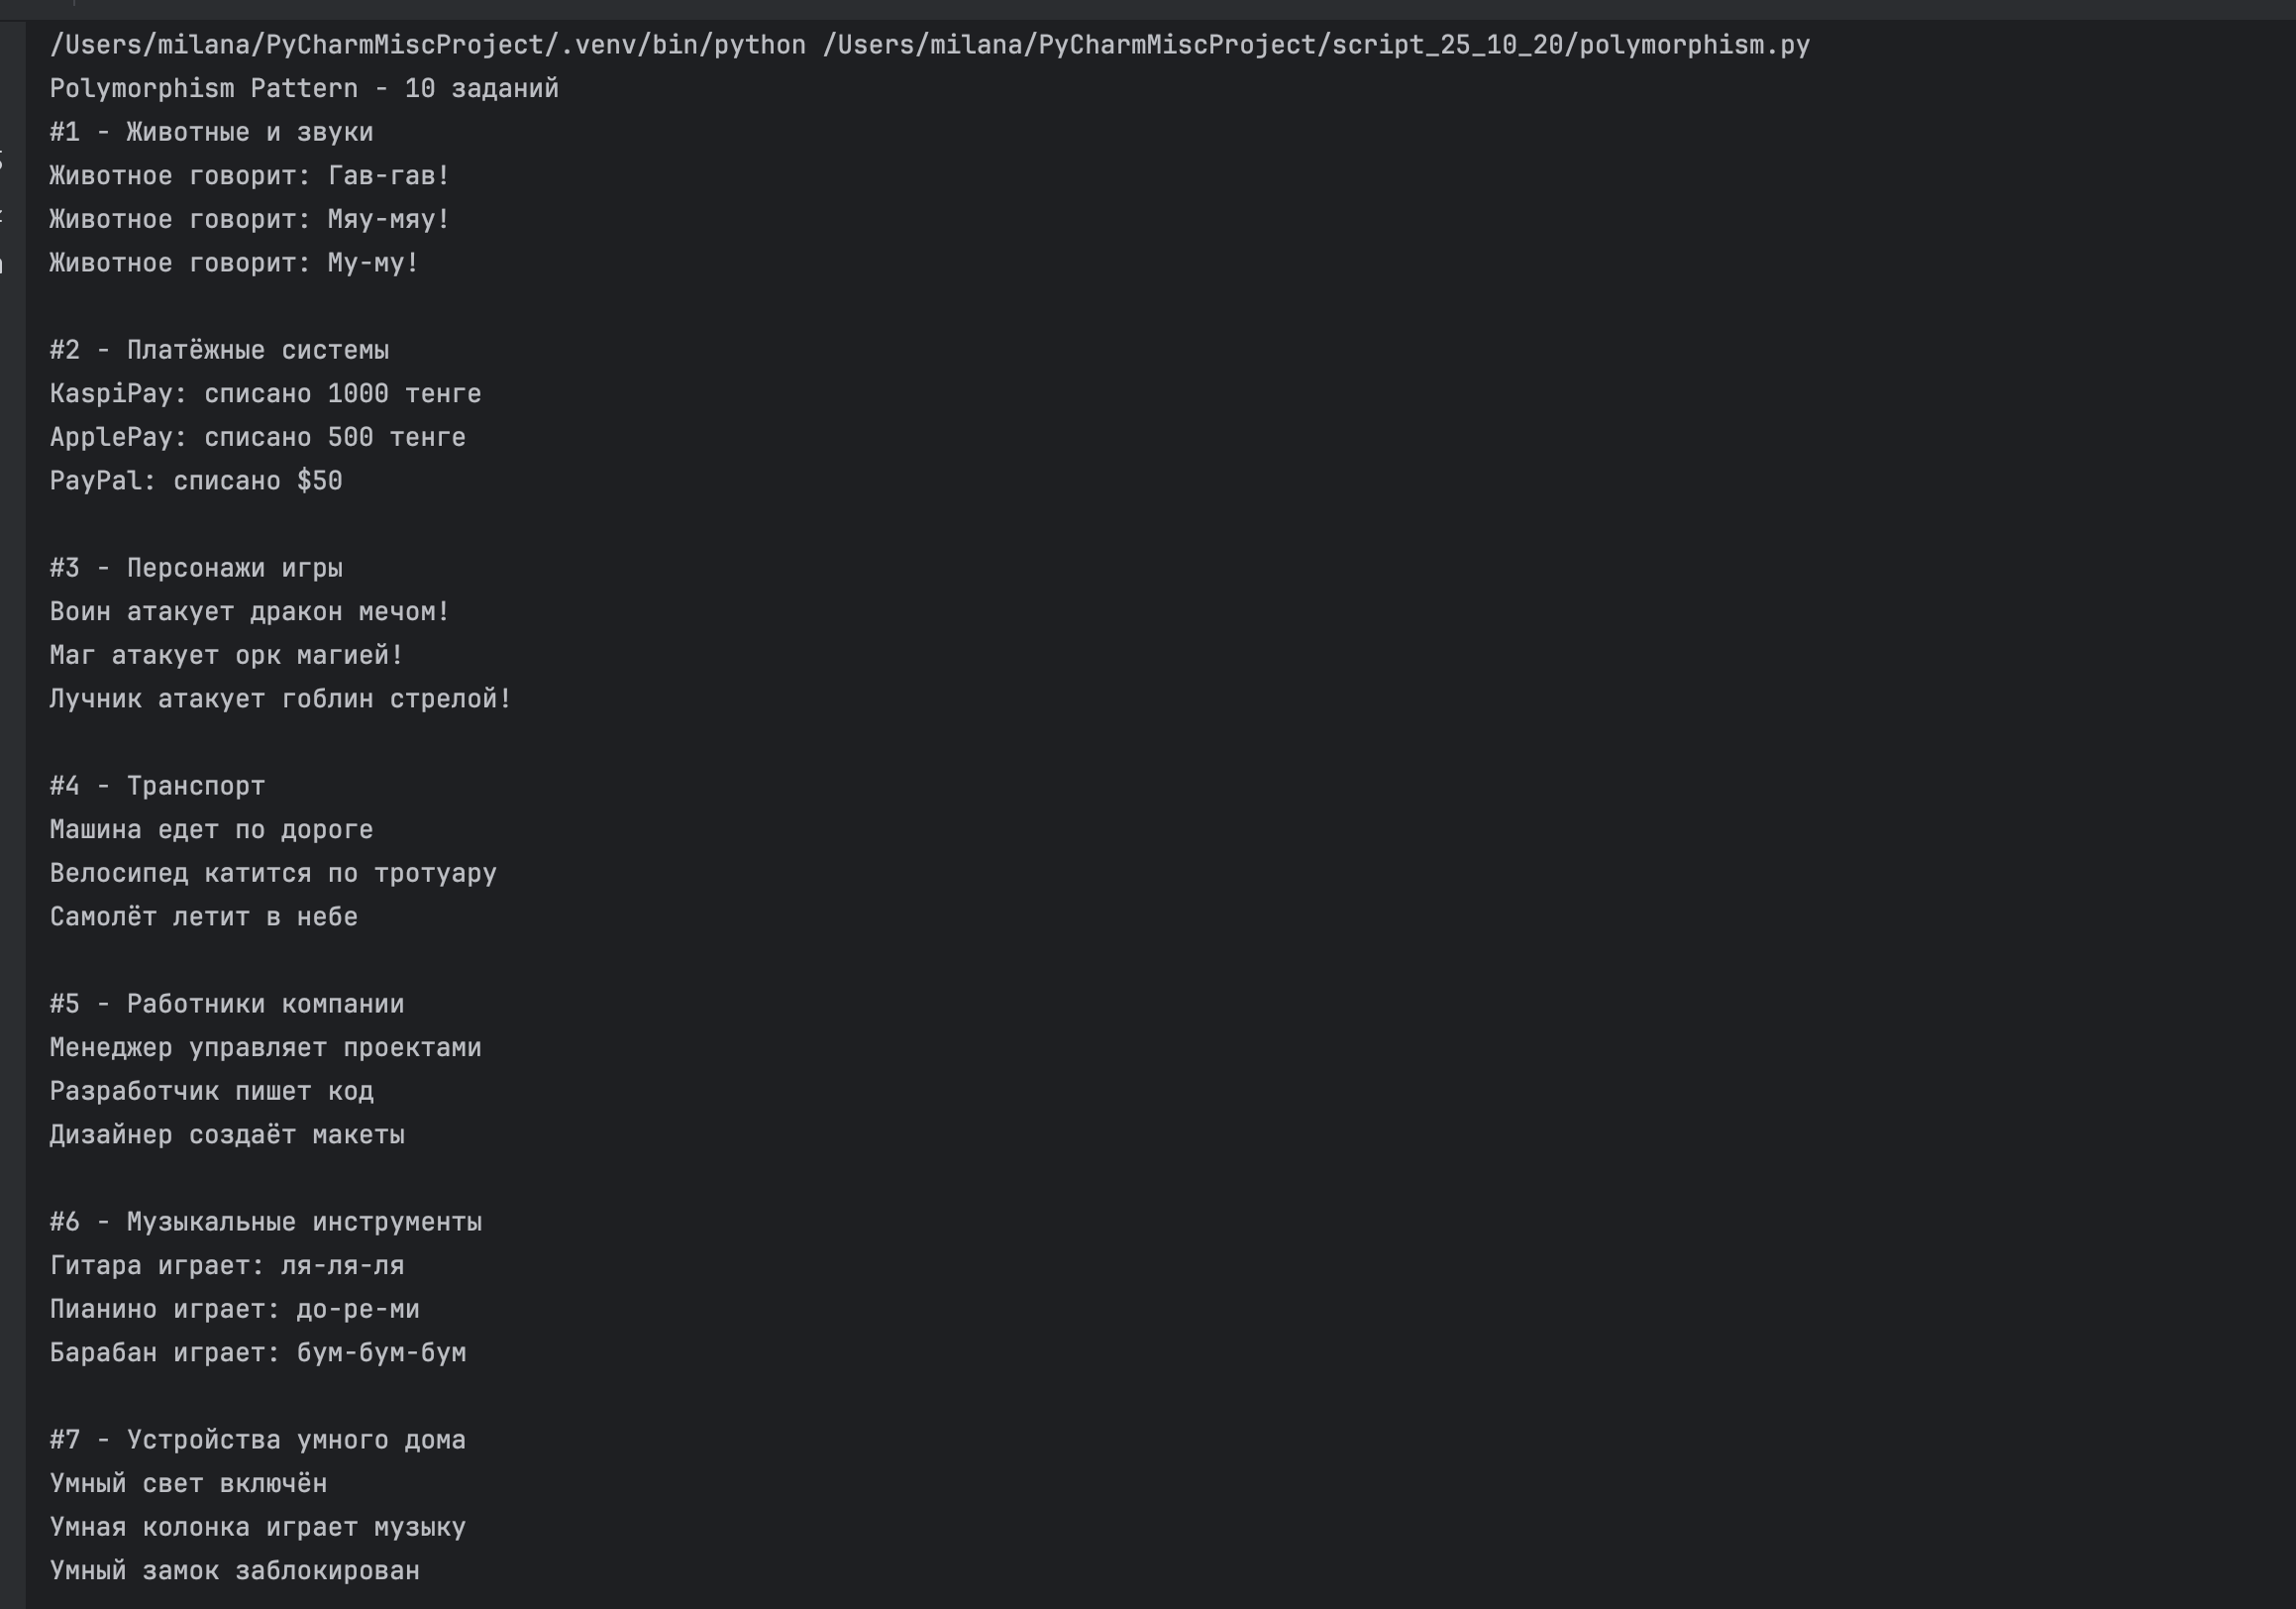 /Users/milana/PyCharmMiscProject/.venv/bin/python /Users/milana/PyCharmMiscProject/script_25_10_20/polymorphism.py
Polymorphism Pattern - 10 заданий
#1 - Животные и звуки
Животное говорит: Гав-гав!
Животное говорит: Мяу-мяу!
Животное говорит: Му-му!
#2 - Платёжные системы
KaspiPay: списано 1000 тенге
ApplePay: списано 500 тенге
PayPal: списано $50
#3 - Персонажи игры
Воин атакует дракон мечом!
Маг атакует орк магией!
Лучник атакует гоблин стрелой!
#4 - Транспорт
Машина едет по дороге
Велосипед катится по тротуару
Самолёт летит в небе
#5 - Работники компании
Менеджер управляет проектами
Разработчик пишет код
Дизайнер создаёт макеты
#6 - Музыкальные инструменты
Гитара играет: ля-ля-ля
Пианино играет: до-ре-ми
Барабан играет: бум-бум-бум
#7 - Устройства умного дома
Умный свет включён
Умная колонка играет музыку
Умный замок заблокирован